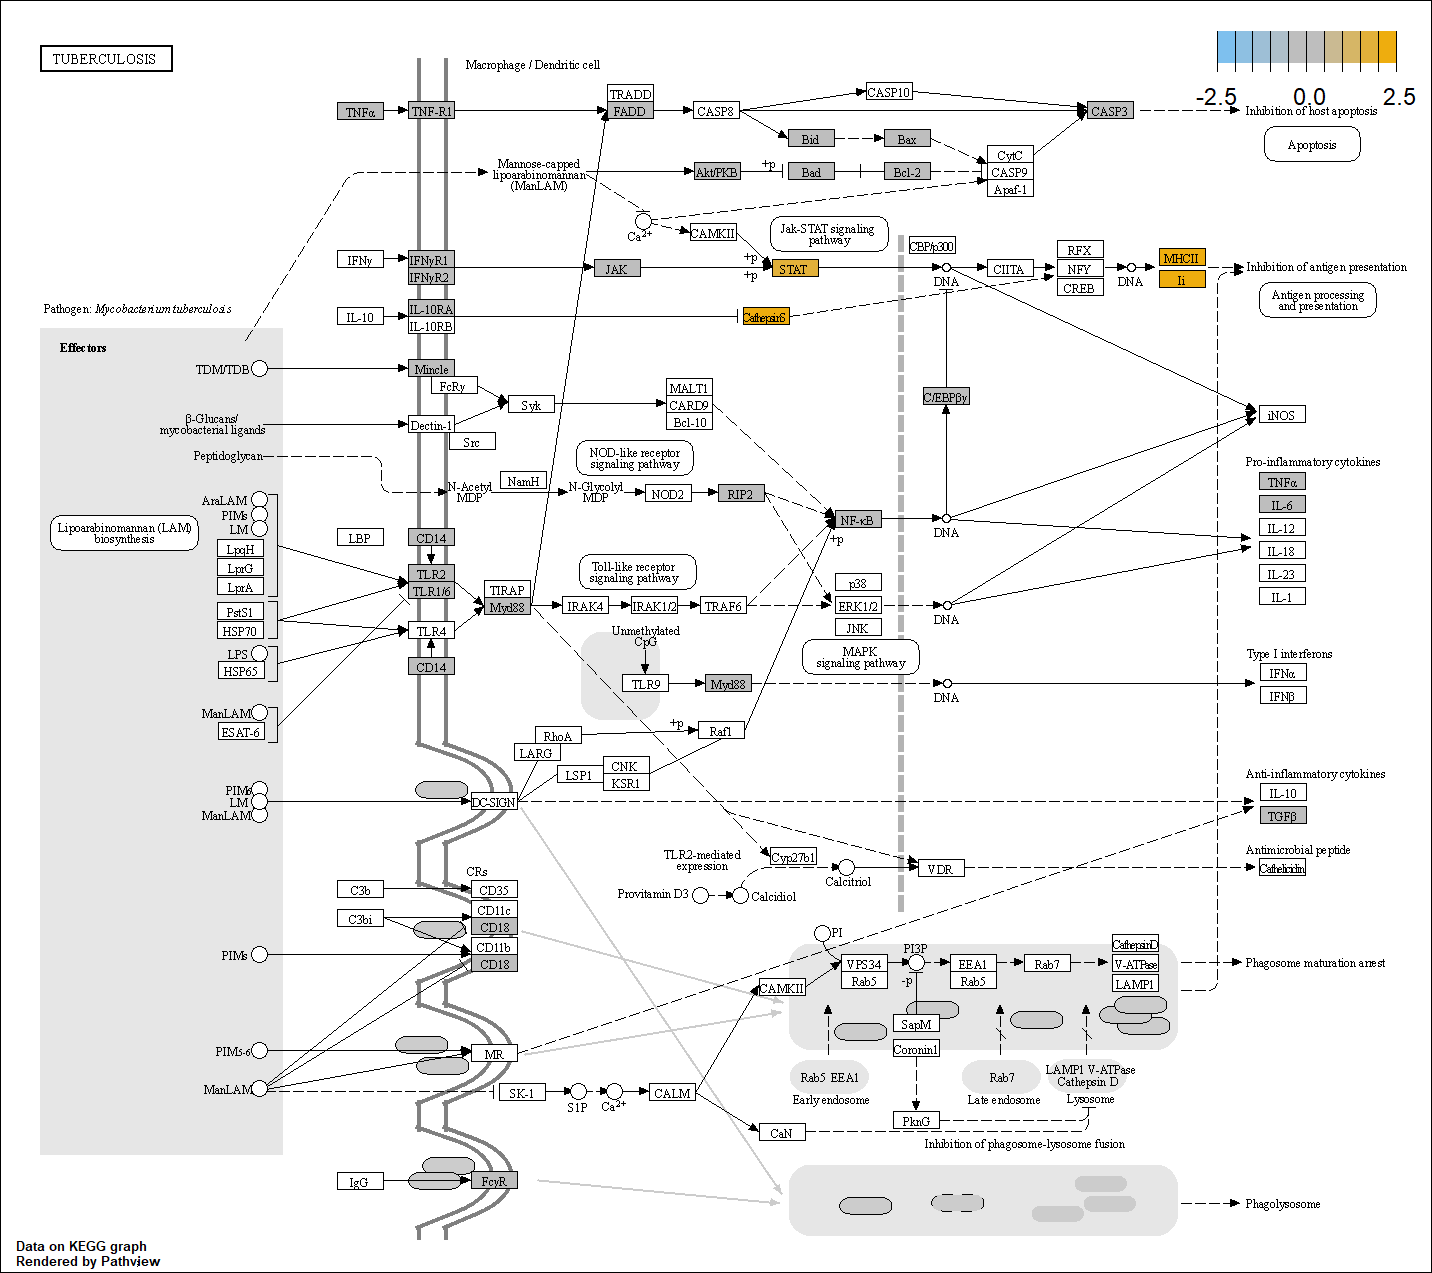 TUBERCULOSIS
Macrophage / Dendritic cell
-2.5 0.0 2.5
TNFα
TNF-R1
TRADD
FADD
CASP8
CASP10
CASP3
Inhibition of host apoptosis
Apoptosis
Bid
Bax
Mannose-capped
lipoarabinomannan
(ManLAM)
Akt/PKB
+p
Bad
Bcl-2
CytC
CASP9
Apaf-1
Ca2+
CAMKII
Jak-STAT signaling
pathway
CBP/p300
IFNγ
IFNγR1
IFNγR2
JAK
+p
+p
STAT
DNA
CIITA
RFX
NFY
CREB
DNA
MHCII
Ii
Inhibition of antigen presentation
Antigen processing
and presentation
Pathogen: Mycobacterium tuberculosis
IL-10
IL-10RA
IL-10RB
CathepsinS
Effectors
TDM/TDB
Mincle
FcRγ
Syk
MALT1
CARD9
Bcl-10
C/EBPβγ
iNOS
β-Glucans/
mycobacterial ligands
Dectin-1
Src
Peptidoglycan
N-Acetyl
MDP
NamH
N-Glycolyl
MDP
NOD-like receptor
signaling pathway
NOD2
RIP2
NF-κB
+p
DNA
Pro-inflammatory cytokines
TNFα
IL-6
IL-12
IL-18
IL-23
IL-1
AraLAM
PIMs
LM
LpqH
LprG
LprA
Lipoarabinomannan (LAM)
biosynthesis
LBP
CD14
TLR2
TLR1/6
TIRAP
Myd88
Toll-like receptor
signaling pathway
IRAK4
IRAK1/2
TRAF6
p38
ERK1/2
JNK
DNA
MAPK
signaling pathway
PstS1
HSP70
TLR4
LPS
HSP65
CD14
Unmethylated
CpG
TLR9
Myd88
DNA
Type I interferons
IFNα
IFNβ
ManLAM
ESAT-6
RhoA
LARG
+p
Raf1
LSP1
CNK
KSR1
PIMs
LM
ManLAM
DC-SIGN
Anti-inflammatory cytokines
IL-10
TGFβ
TLR2-mediated
expression
Cyp27b1
Provitamin D3
Calcidiol
Calcitriol
VDR
Antimicrobial peptide
Cathelicidin
CRs
C3b
CD35
C3bi
CD11c
CD18
CD11b
CD18
PIMs
PI
PI3P
-p
VPS34
Rab5
EEA1
Rab5
Rab7
CathepsinD
V-ATPase
LAMP1
Phagosome maturation arrest
CAMKII
SapM
Coronin1
PIM5-6
MR
ManLAM
SK-1
S1P
Ca2+
CALM
CaN
Rab5 EEA1
Early endosome
Rab7
Late endosome
LAMP1 V-ATPase
Cathepsin D
Lysosome
PknG
Inhibition of phagosome-lysosome fusion
IgG
FcγR
Phagolysosome
Data on KEGG graph
Rendered by Pathview